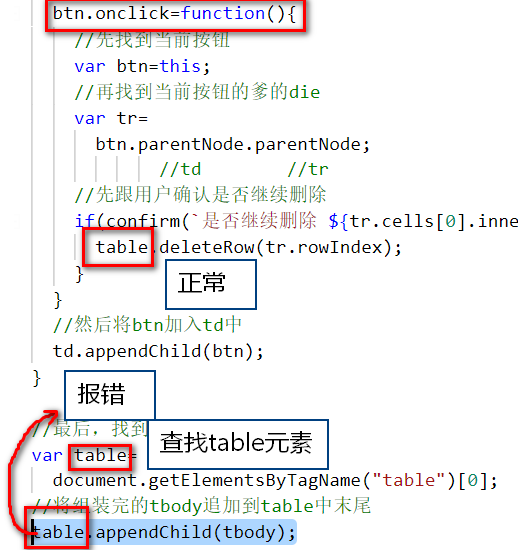 btn.onclick=function(){
//先找到当前按钮
var btn=this;
//再找到当前按钮的爹的die
var tr=
btn.parentNode.parentNode;
//td //tr
//先跟用户确认是否继续删除
if(confirm(`是否继续删除 ${tr.cells[0].inne
table.deleteRow(tr.rowIndex);
}
正常
}
//然后将btn加入td中
td.appendChild(btn);
}
报错
//最后，找到
查找table元素
var table=
document.getElementsByTagName("table")[0];
//将组装完的tbody追加到table中末尾
table.appendChild(tbody);